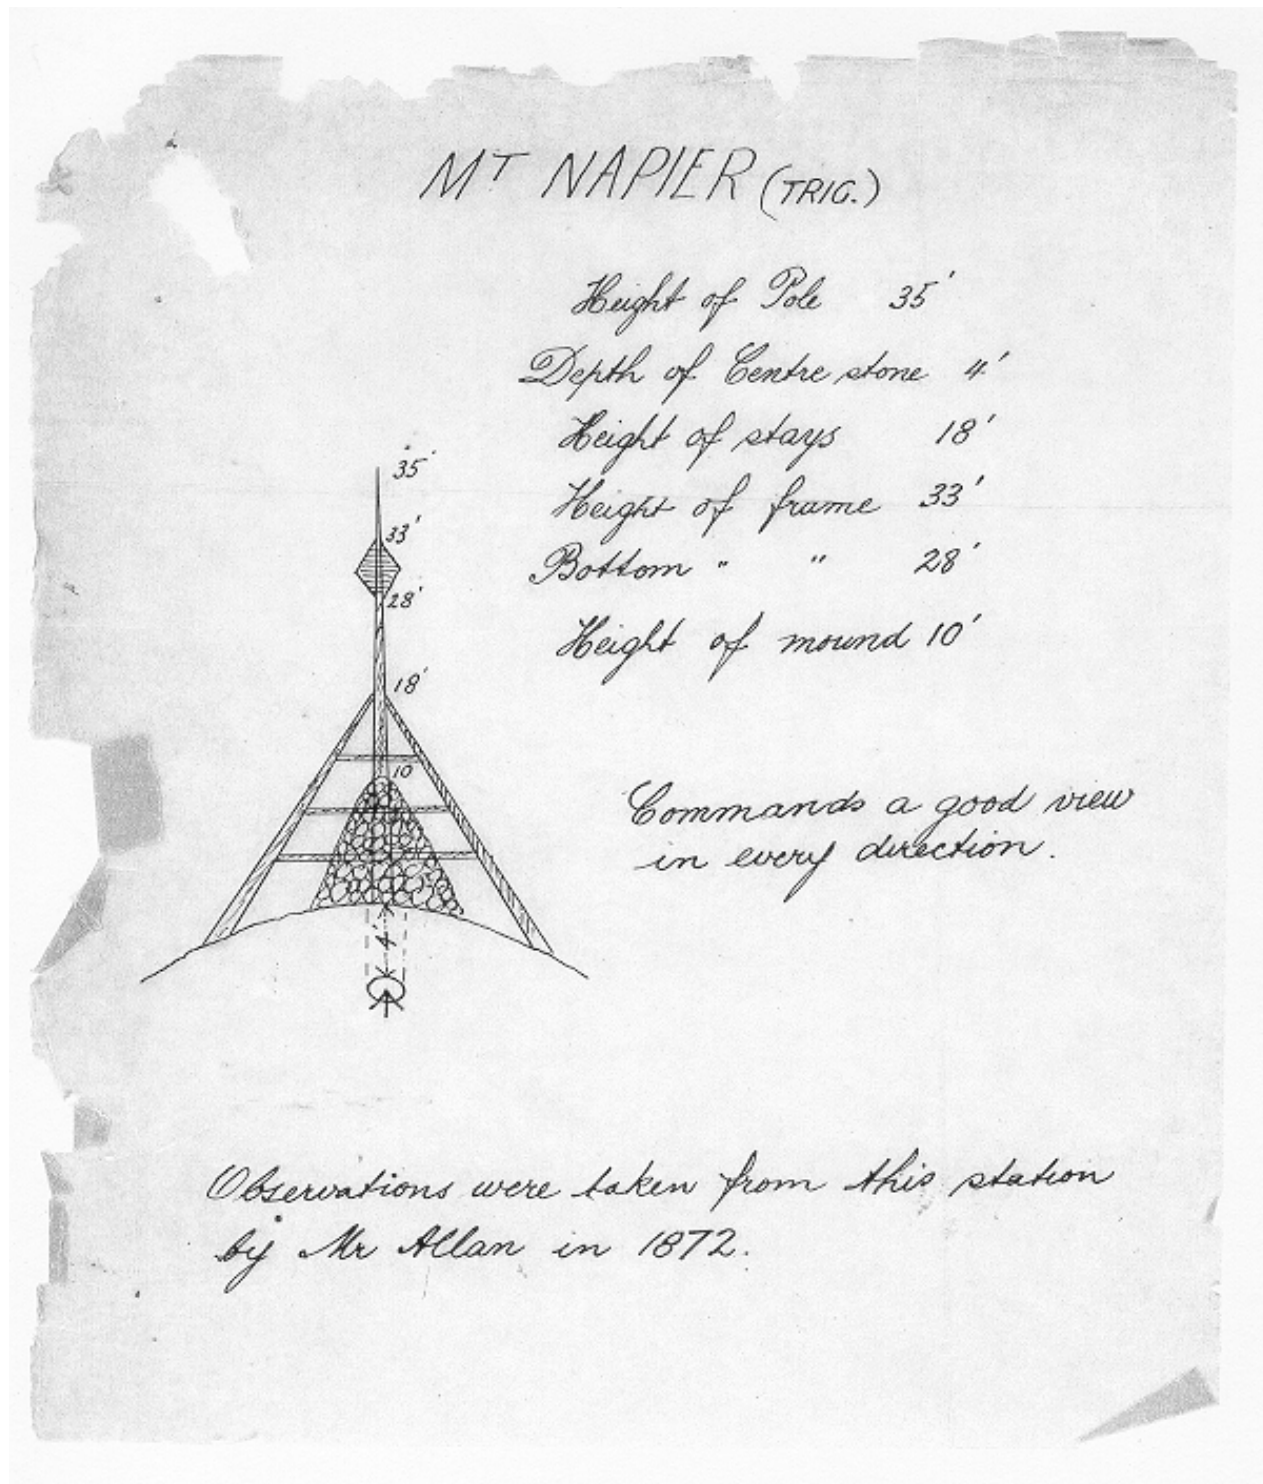 MT NAPIER (TRIG.)
Height of Pole 35'
Depth of Centre stone 4'
Height of stays 18'
Height of frame 33'
Bottom " " 28'
Height of mound 10'
35'
33'
28'
18'
10
4'
Commands a good view
in every direction.
Observations were taken from this station
by Mr Allan in 1872.